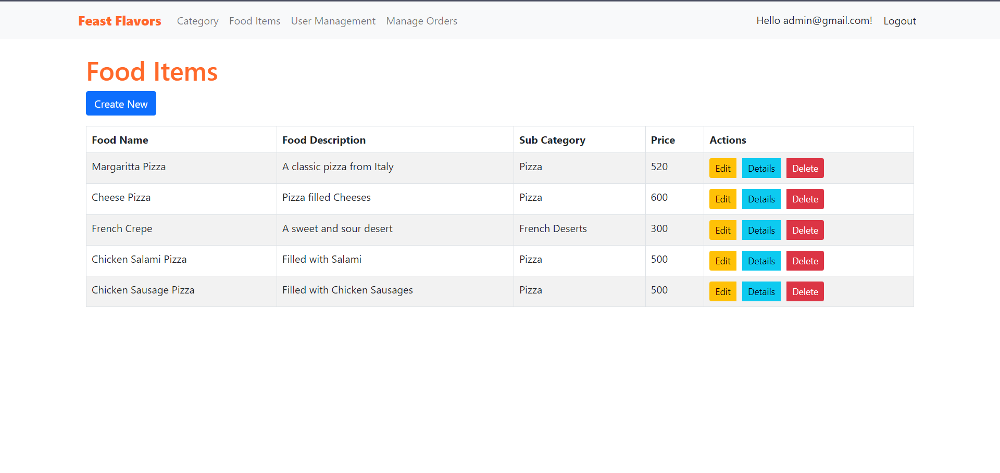 Feast Flavors Category Food Items User Management Manage Orders Hello admin@gmail.com! Logout
Food Items
Create New
Food Name Food Description Sub Category Price Actions
Margaritta Pizza A classic pizza from Italy Pizza 520 Edit Details Delete
Cheese Pizza Pizza filled Cheeses Pizza 600 Edit Details Delete
French Crepe A sweet and sour desert French Deserts 300 Edit Details Delete
Chicken Salami Pizza Filled with Salami Pizza 500 Edit Details Delete
Chicken Sausage Pizza Filled with Chicken Sausages Pizza 500 Edit Details Delete